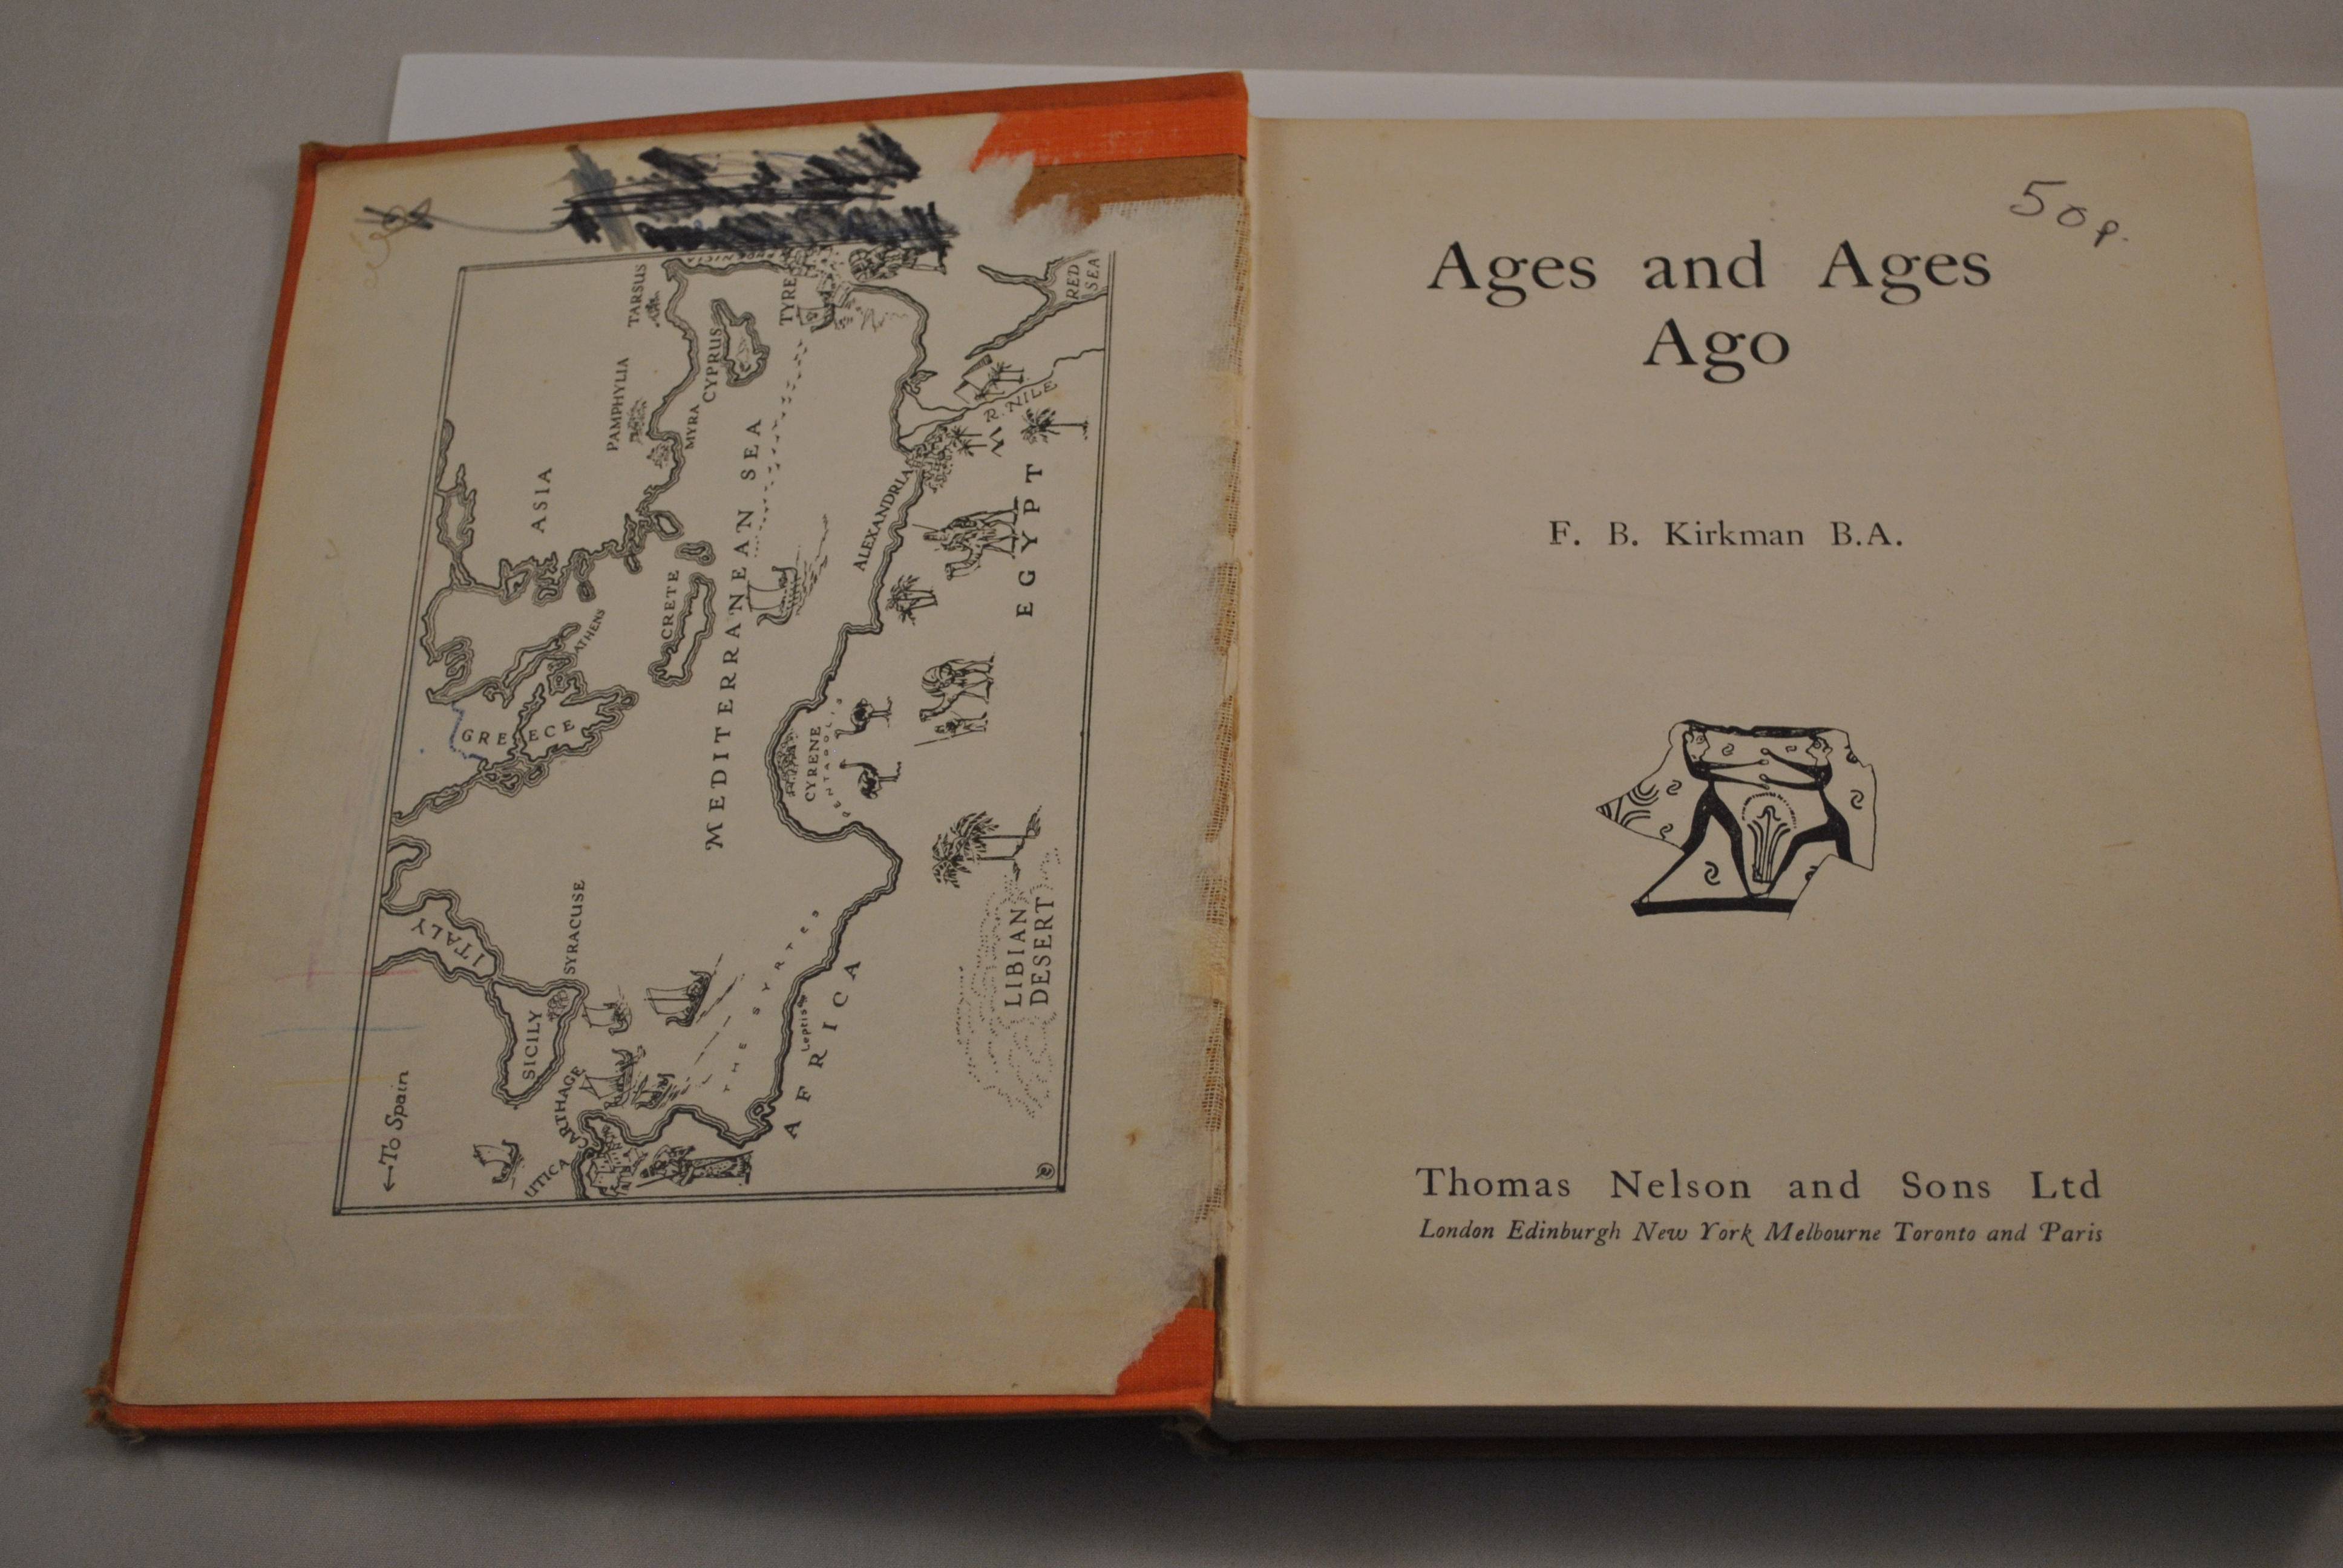 TARSUS
PHOENICIA
TYRE
RED
SEA
PAMPHYLIA
MYRA
CYPRUS
R. NILE
ASIA
MEDITERRANEAN SEA
ALEXANDRIA
EGYPT
ATHENS
CRETE
GREECE
CYRENE
PENTAPOLIS
ITALY
SYRACUSE
SICILY
THE SYRTES
Leptis
AFRICA
LIBIAN
DESERT
←To Spain
CARTHAGE
UTICA
50p.
Ages and Ages
Ago
F. B. Kirkman B.A.
Thomas Nelson and Sons Ltd
London Edinburgh New York Melbourne Toronto and Paris